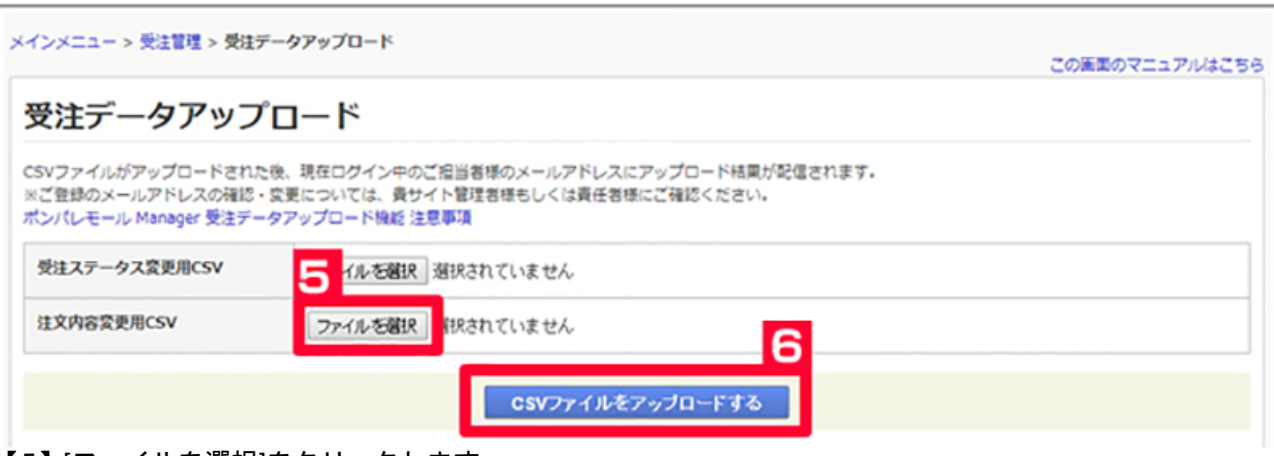 メインメニュー > 受注管理 > 受注データアップロード
この画面のマニュアルはこちら
受注データアップロード
CSVファイルがアップロードされた後、現在ログイン中のご担当者様のメールアドレスにアップロード結果が配信されます。
※ご登録のメールアドレスの確認・変更については、貴サイト管理者様もしくは責任者様にご確認ください。
ポンパレモール Manager 受注データアップロード機能 注意事項
受注ステータス変更用CSV 5 イルを選択 選択されていません
注文内容変更用CSV ファイルを選択 択されていません
6
CSVファイルをアップロードする